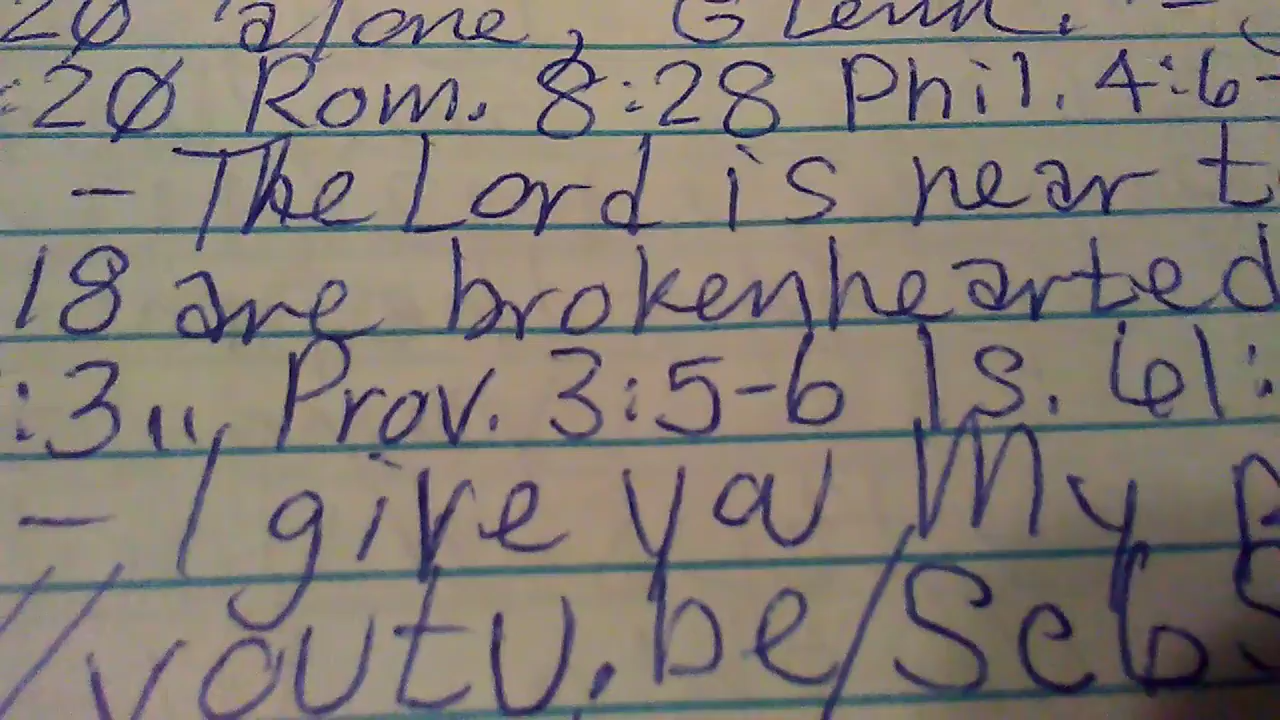 20 alone, Glenn. -
:20 Rom. 8:28 Phil. 4:6-
- The Lord is near t
18 are brokenhearted
:3,,, Prov. 3:5-6 Is. 61:
- I give you My
//youtu.be/Seb5